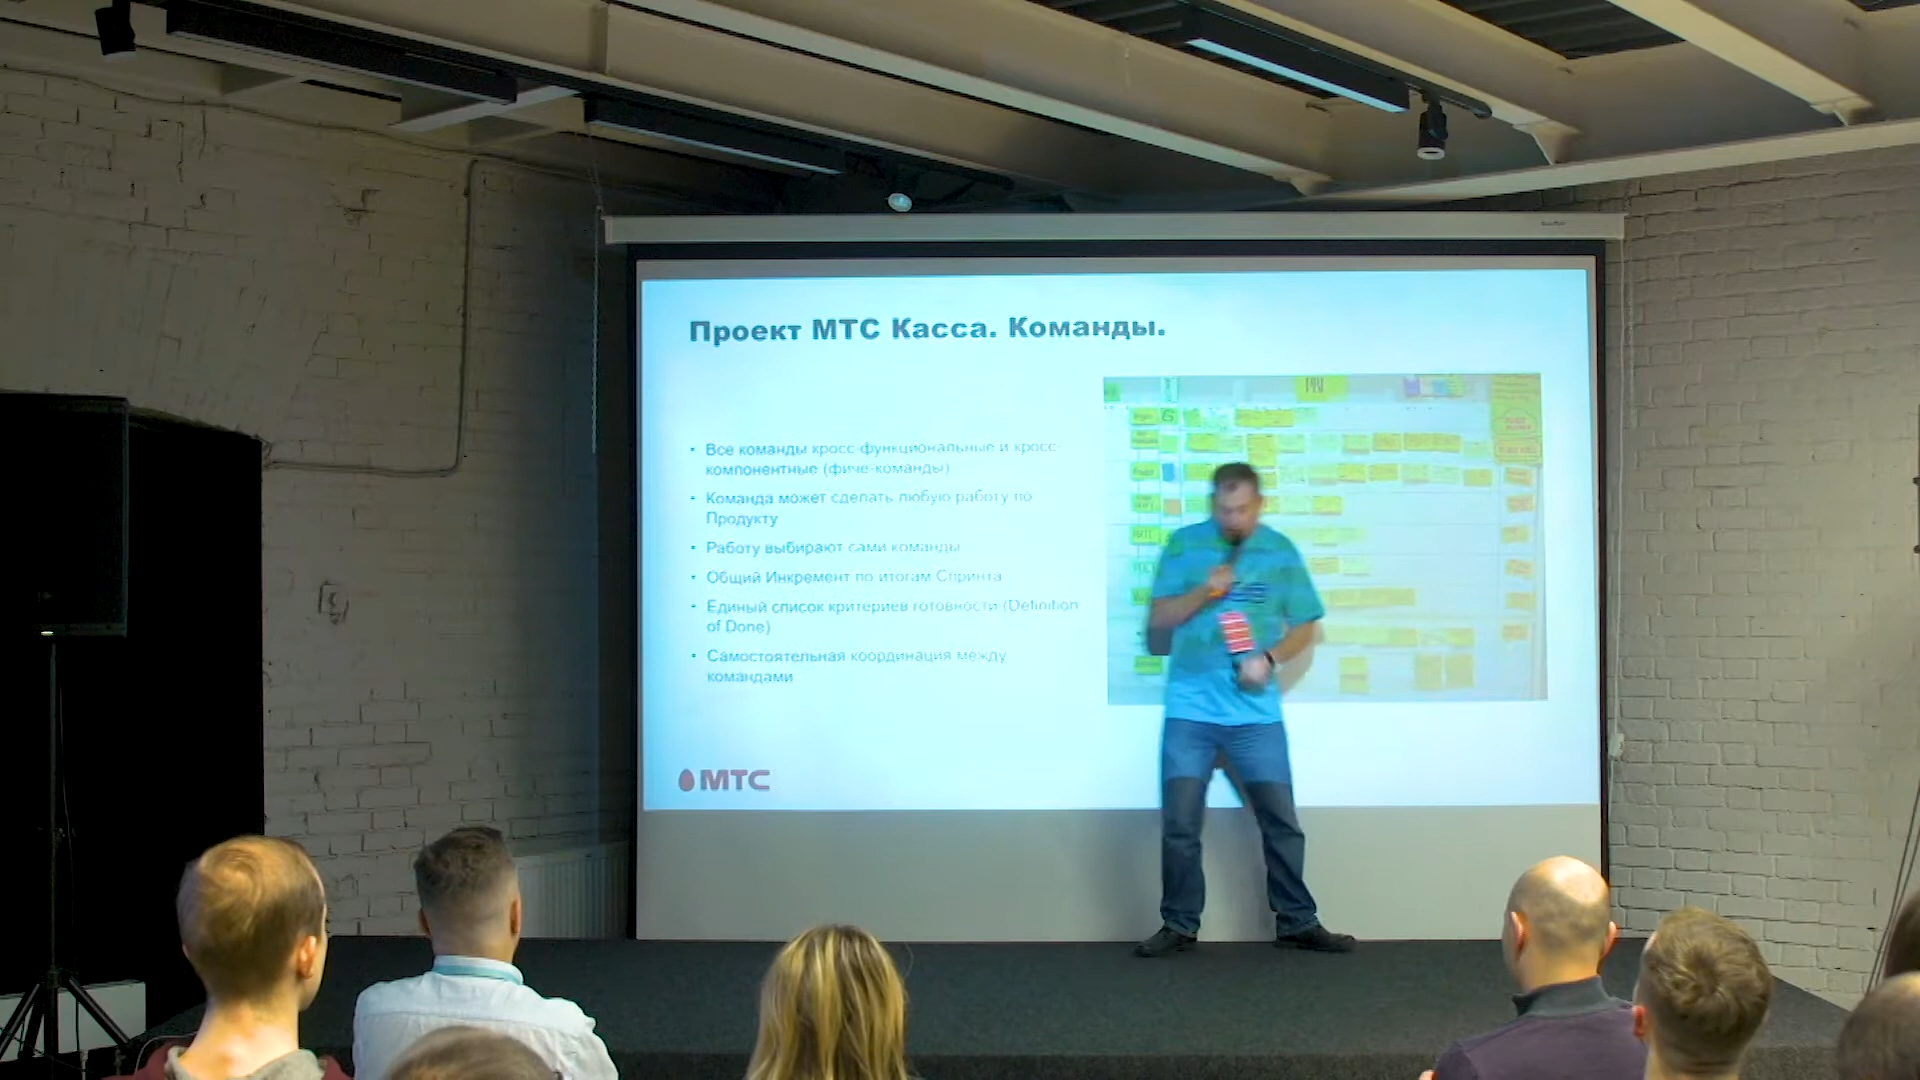 Проект МТС Касса. Команды.
• Все команды кросс-функциональные и кросс-
компонентные (фиче-команды)
• Команда может сделать любую работу по
Продукту
• Работу выбирают сами команды
• Общий Инкремент по итогам Спринта
• Единый список критериев готовности (Definition
of Done)
• Самостоятельная координация между
командами
МТС